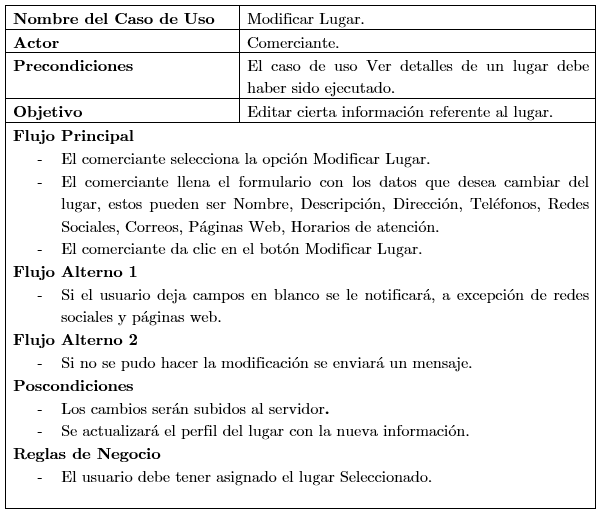 Nombre del Caso de Uso Modificar Lugar.
Actor Comerciante.
Precondiciones El caso de uso Ver detalles de un lugar debe
haber sido ejecutado.
Objetivo Editar cierta información referente al lugar.
Flujo Principal
- El comerciante selecciona la opción Modificar Lugar.
- El comerciante llena el formulario con los datos que desea cambiar del
lugar, estos pueden ser Nombre, Descripción, Dirección, Teléfonos, Redes
Sociales, Correos, Páginas Web, Horarios de atención.
- El comerciante da clic en el botón Modificar Lugar.
Flujo Alterno 1
- Si el usuario deja campos en blanco se le notificará, a excepción de redes
sociales y páginas web.
Flujo Alterno 2
- Si no se pudo hacer la modificación se enviará un mensaje.
Poscondiciones
- Los cambios serán subidos al servidor.
- Se actualizará el perfil del lugar con la nueva información.
Reglas de Negocio
- El usuario debe tener asignado el lugar Seleccionado.